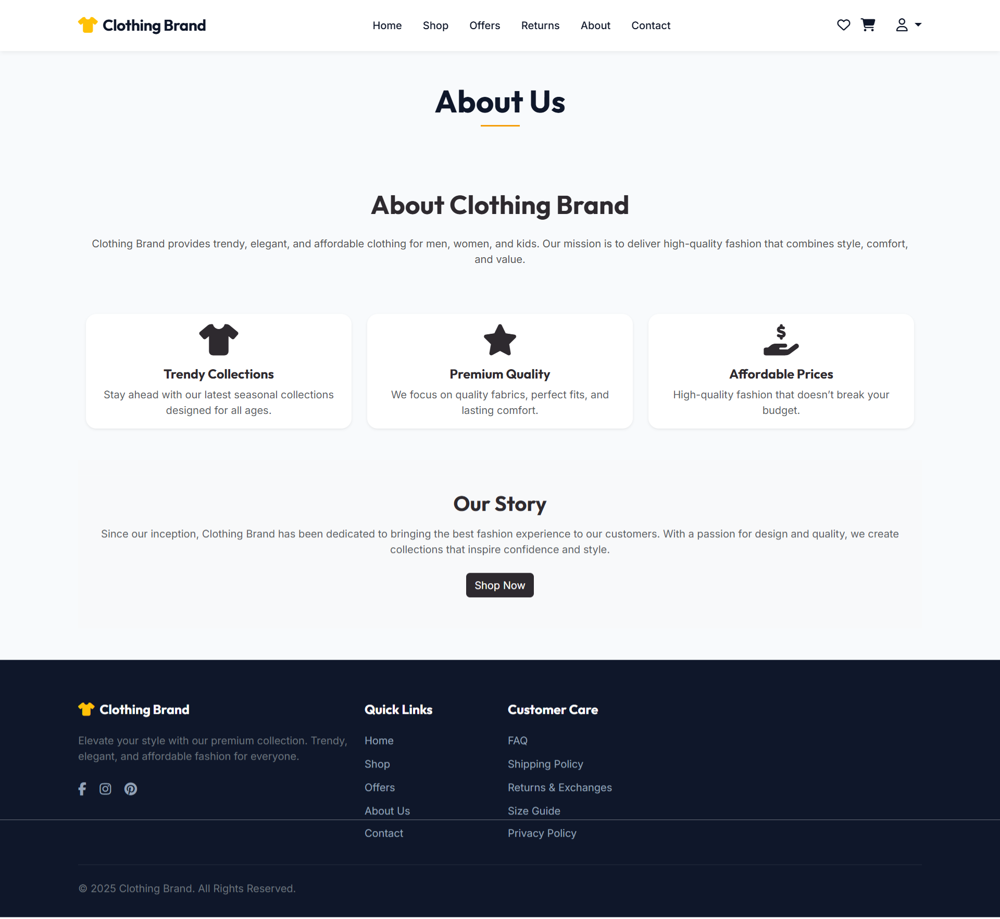 Clothing Brand
Home Shop Offers Returns About Contact
About Us
About Clothing Brand
Clothing Brand provides trendy, elegant, and affordable clothing for men, women, and kids. Our mission is to deliver high-quality fashion that combines style, comfort,
and value.
Trendy Collections
Stay ahead with our latest seasonal collections
designed for all ages.
Premium Quality
We focus on quality fabrics, perfect fits, and
lasting comfort.
$
Affordable Prices
High-quality fashion that doesn’t break your
budget.
Our Story
Since our inception, Clothing Brand has been dedicated to bringing the best fashion experience to our customers. With a passion for design and quality, we create
collections that inspire confidence and style.
Shop Now
Clothing Brand
Elevate your style with our premium collection. Trendy,
elegant, and affordable fashion for everyone.
Quick Links
Home
Shop
Offers
About Us
Contact
Customer Care
FAQ
Shipping Policy
Returns & Exchanges
Size Guide
Privacy Policy
© 2025 Clothing Brand. All Rights Reserved.